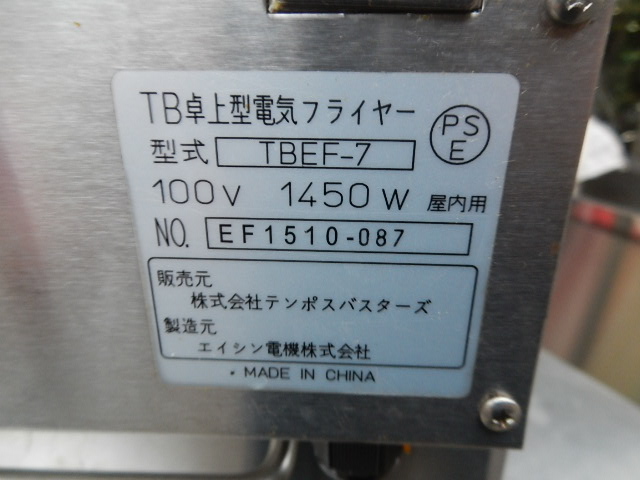 TB卓上型電気フライヤー
PS
E
型式 TBEF-7
100V 1450W 屋内用
NO. EF1510-087
販売元
株式会社テンポスバスターズ
製造元
エイシン電機株式会社
・MADE IN CHINA